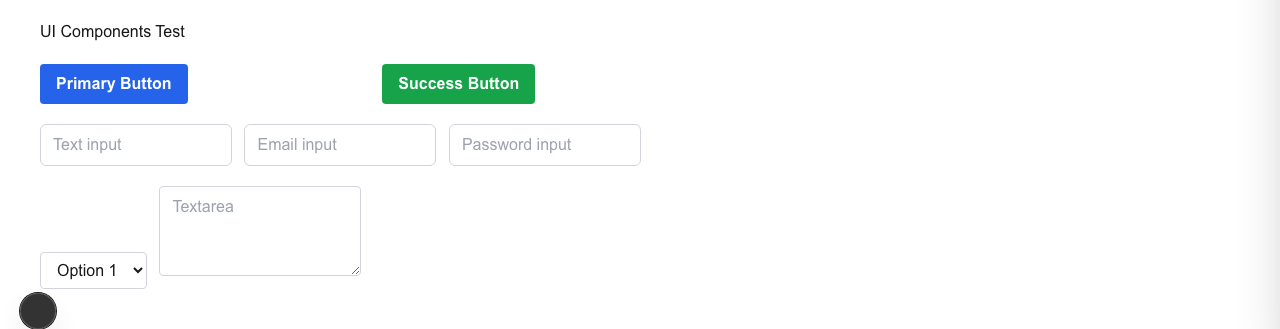 UI Components Test
Primary Button
Success Button
Text input
Email input
Password input
Textarea
Option 1